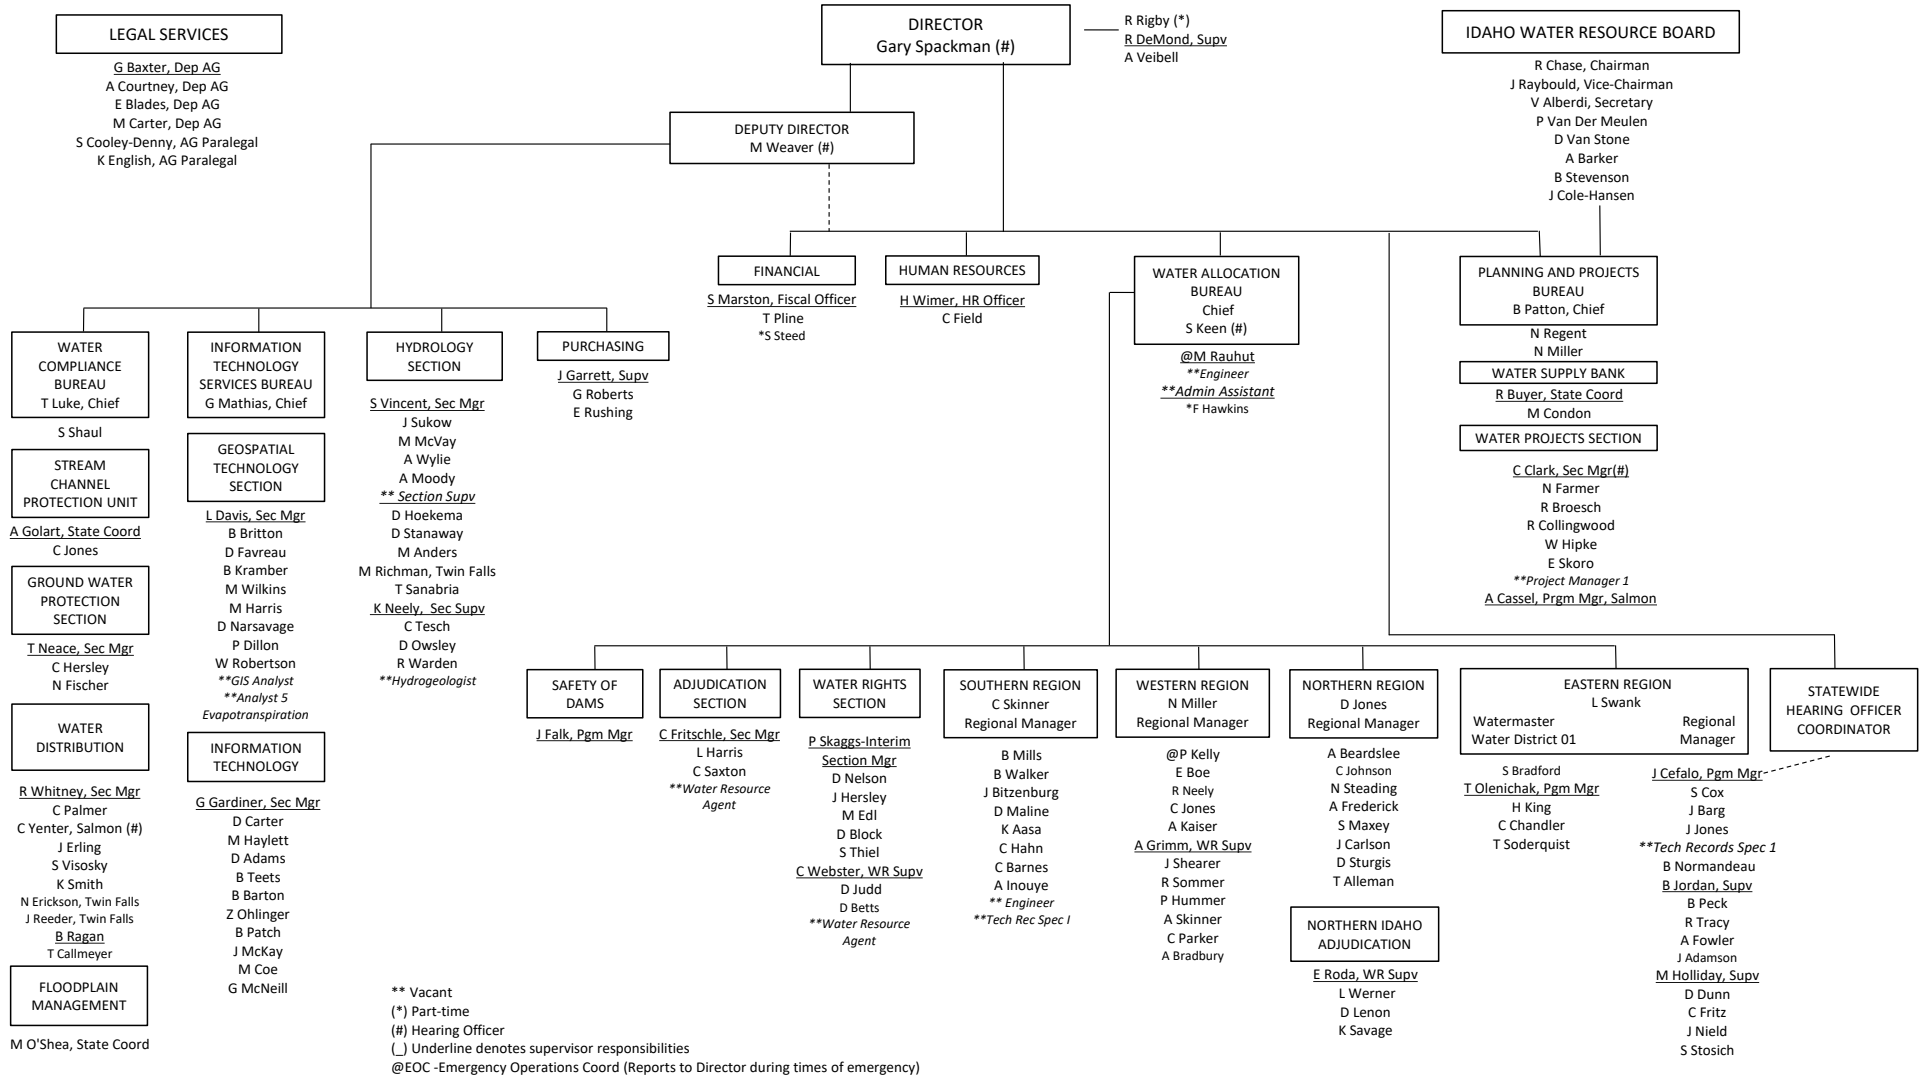 LEGAL SERVICES
G Baxter, Dep AG
A Courtney, Dep AG
E Blades, Dep AG
M Carter, Dep AG
S Cooley-Denny, AG Paralegal
K English, AG Paralegal
DIRECTOR
Gary Spackman (#)
R Rigby (*)
R DeMond, Supv
A Veibell
IDAHO WATER RESOURCE BOARD
R Chase, Chairman
J Raybould, Vice-Chairman
V Alberdi, Secretary
P Van Der Meulen
D Van Stone
A Barker
B Stevenson
J Cole-Hansen
DEPUTY DIRECTOR
M Weaver (#)
FINANCIAL
S Marston, Fiscal Officer
T Pline
*S Steed
HUMAN RESOURCES
H Wimer, HR Officer
C Field
WATER ALLOCATION
BUREAU
Chief
S Keen (#)
@M Rauhut
**Engineer
**Admin Assistant
*F Hawkins
PLANNING AND PROJECTS
BUREAU
B Patton, Chief
N Regent
N Miller
WATER SUPPLY BANK
R Buyer, State Coord
M Condon
WATER PROJECTS SECTION
C Clark, Sec Mgr(#)
N Farmer
R Broesch
R Collingwood
W Hipke
E Skoro
**Project Manager 1
A Cassel, Prgm Mgr, Salmon
WATER
COMPLIANCE
BUREAU
T Luke, Chief
S Shaul
STREAM
CHANNEL
PROTECTION UNIT
A Golart, State Coord
C Jones
GROUND WATER
PROTECTION
SECTION
T Neace, Sec Mgr
C Hersley
N Fischer
WATER
DISTRIBUTION
R Whitney, Sec Mgr
C Palmer
C Yenter, Salmon (#)
J Erling
S Visosky
K Smith
N Erickson, Twin Falls
J Reeder, Twin Falls
B Ragan
T Callmeyer
FLOODPLAIN
MANAGEMENT
M O'Shea, State Coord
INFORMATION
TECHNOLOGY
SERVICES BUREAU
G Mathias, Chief
GEOSPATIAL
TECHNOLOGY
SECTION
L Davis, Sec Mgr
B Britton
D Favreau
B Kramber
M Wilkins
M Harris
D Narsavage
P Dillon
W Robertson
**GIS Analyst
**Analyst 5
Evapotranspiration
INFORMATION
TECHNOLOGY
G Gardiner, Sec Mgr
D Carter
M Haylett
D Adams
B Teets
B Barton
Z Ohlinger
B Patch
J McKay
M Coe
G McNeill
HYDROLOGY
SECTION
S Vincent, Sec Mgr
J Sukow
M McVay
A Wylie
A Moody
** Section Supv
D Hoekema
D Stanaway
M Anders
M Richman, Twin Falls
T Sanabria
K Neely, Sec Supv
C Tesch
D Owsley
R Warden
**Hydrogeologist
PURCHASING
J Garrett, Supv
G Roberts
E Rushing
SAFETY OF
DAMS
J Falk, Pgm Mgr
ADJUDICATION
SECTION
C Fritschle, Sec Mgr
L Harris
C Saxton
**Water Resource
Agent
WATER RIGHTS
SECTION
P Skaggs-Interim
Section Mgr
D Nelson
J Hersley
M Edl
D Block
S Thiel
C Webster, WR Supv
D Judd
D Betts
**Water Resource
Agent
SOUTHERN REGION
C Skinner
Regional Manager
B Mills
B Walker
J Bitzenburg
D Maline
K Aasa
C Hahn
C Barnes
A Inouye
** Engineer
**Tech Rec Spec I
WESTERN REGION
N Miller
Regional Manager
@P Kelly
E Boe
R Neely
C Jones
A Kaiser
A Grimm, WR Supv
J Shearer
R Sommer
P Hummer
A Skinner
C Parker
A Bradbury
NORTHERN REGION
D Jones
Regional Manager
A Beardslee
C Johnson
N Steading
A Frederick
S Maxey
J Carlson
D Sturgis
T Alleman
NORTHERN IDAHO
ADJUDICATION
E Roda, WR Supv
L Werner
D Lenon
K Savage
EASTERN REGION
L Swank
Watermaster
Water District 01
Regional
Manager
S Bradford
T Olenichak, Pgm Mgr
H King
C Chandler
T Soderquist
J Cefalo, Pgm Mgr
S Cox
J Barg
J Jones
**Tech Records Spec 1
B Normandeau
B Jordan, Supv
B Peck
R Tracy
A Fowler
J Adamson
M Holliday, Supv
D Dunn
C Fritz
J Nield
S Stosich
STATEWIDE
HEARING OFFICER
COORDINATOR
** Vacant
(*) Part-time
(#) Hearing Officer
(_) Underline denotes supervisor responsibilities
@EOC -Emergency Operations Coord (Reports to Director during times of emergency)